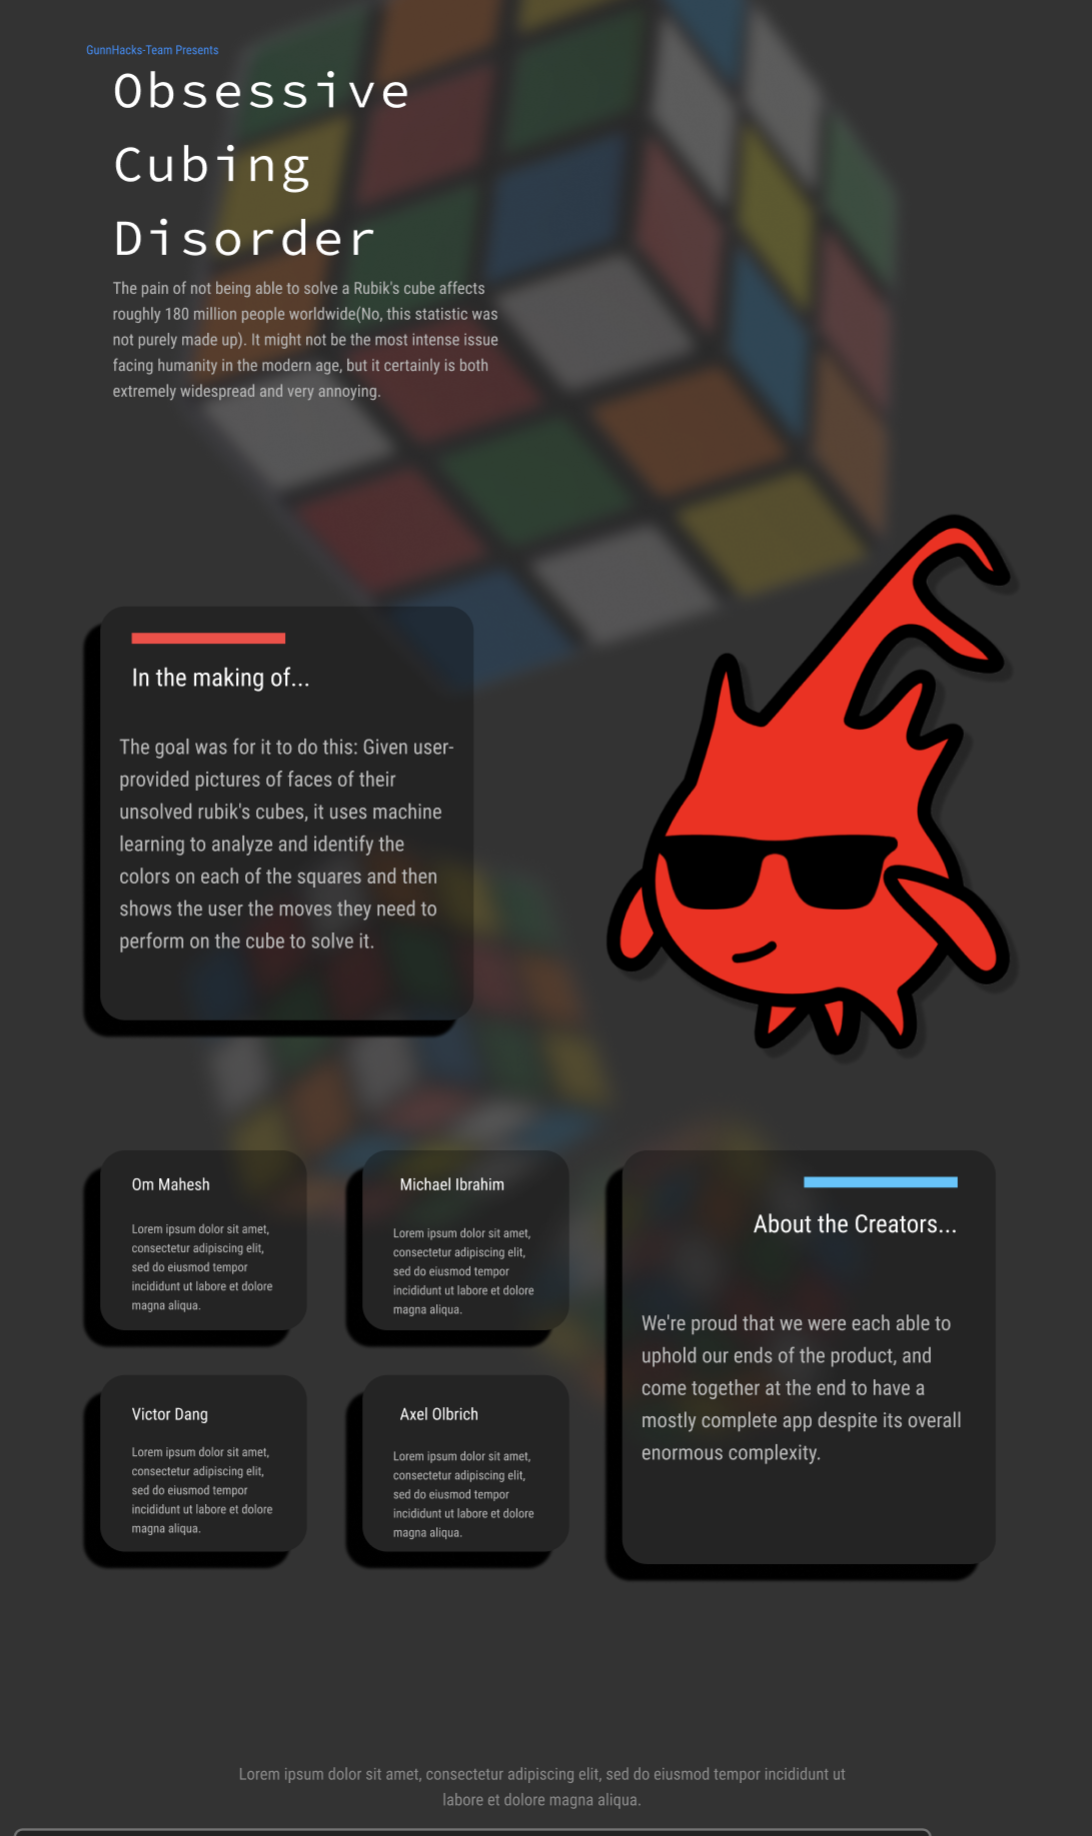 GunnHacks-Team Presents
Obsessive
Cubing
Disorder
The pain of not being able to solve a Rubik's cube affects
roughly 180 million people worldwide(No, this statistic was
not purely made up). It might not be the most intense issue
facing humanity in the modern age, but it certainly is both
extremely widespread and very annoying.
In the making of...
The goal was for it to do this: Given user-
provided pictures of faces of their
unsolved rubik's cubes, it uses machine
learning to analyze and identify the
colors on each of the squares and then
shows the user the moves they need to
perform on the cube to solve it.
Om Mahesh
Lorem ipsum dolor sit amet,
consectetur adipiscing elit,
sed do eiusmod tempor
incididunt ut labore et dolore
magna aliqua.
Michael Ibrahim
Lorem ipsum dolor sit amet,
consectetur adipiscing elit,
sed do eiusmod tempor
incididunt ut labore et dolore
magna aliqua.
Victor Dang
Lorem ipsum dolor sit amet,
consectetur adipiscing elit,
sed do eiusmod tempor
incididunt ut labore et dolore
magna aliqua.
Axel Olbrich
Lorem ipsum dolor sit amet,
consectetur adipiscing elit,
sed do eiusmod tempor
incididunt ut labore et dolore
magna aliqua.
About the Creators...
We're proud that we were each able to
uphold our ends of the product, and
come together at the end to have a
mostly complete app despite its overall
enormous complexity.
Lorem ipsum dolor sit amet, consectetur adipiscing elit, sed do eiusmod tempor incididunt ut
labore et dolore magna aliqua.